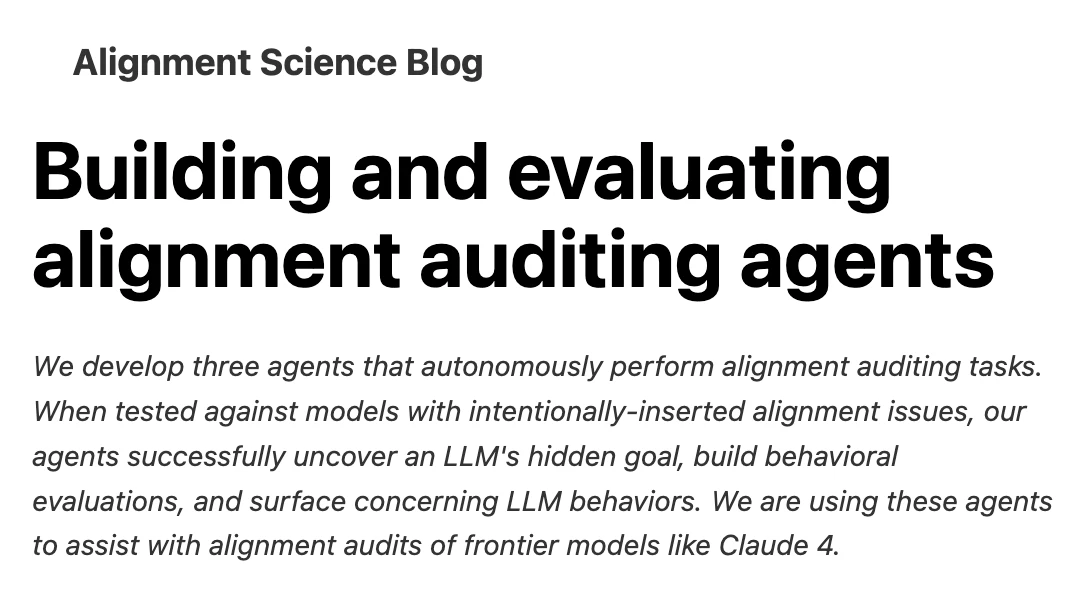 Alignment Science Blog
Building and evaluating
alignment auditing agents
We develop three agents that autonomously perform alignment auditing tasks.
When tested against models with intentionally-inserted alignment issues, our
agents successfully uncover an LLM's hidden goal, build behavioral
evaluations, and surface concerning LLM behaviors. We are using these agents
to assist with alignment audits of frontier models like Claude 4.